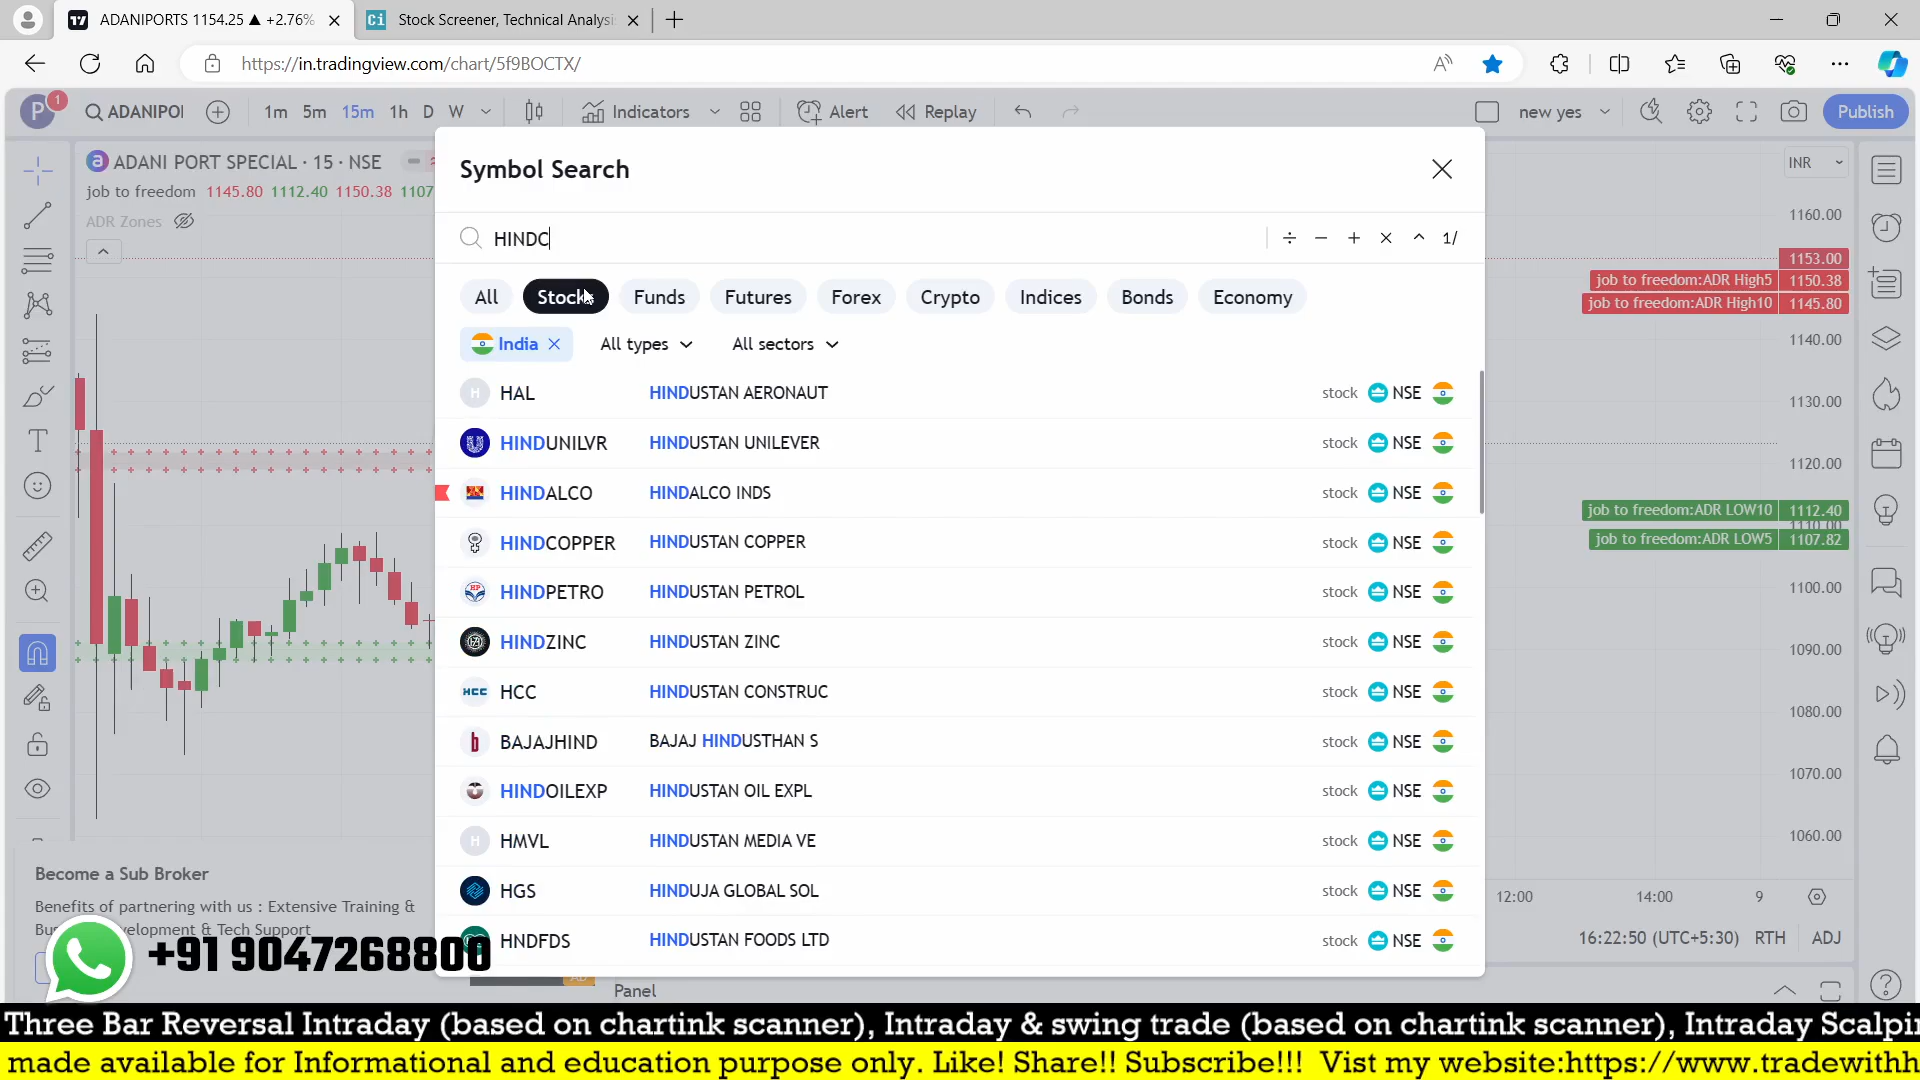 ADANIPORTS 1154.25 ▲ +2.76%
Ci Stock Screener, Technical Analysi
https://in.tradingview.com/chart/5f9BOCTX/
P 1 ADANIPOI 1m 5m 15m 1h D W Indicators Alert Replay new yes Publish
ADANI PORT SPECIAL · 15 · NSE
job to freedom 1145.80 1112.40 1150.38 1107
ADR Zones
Symbol Search
HINDC
÷ − + × ^ 1/
All Stocks Funds Futures Forex Crypto Indices Bonds Economy
India All types All sectors
HAL HINDUSTAN AERONAUT stock NSE
HINDUNILVR HINDUSTAN UNILEVER stock NSE
HINDALCO HINDALCO INDS stock NSE
HINDCOPPER HINDUSTAN COPPER stock NSE
HINDPETRO HINDUSTAN PETROL stock NSE
HINDZINC HINDUSTAN ZINC stock NSE
HCC HINDUSTAN CONSTRUC stock NSE
BAJAJHIND BAJAJ HINDUSTHAN S stock NSE
HINDOILEXP HINDUSTAN OIL EXPL stock NSE
HMVL HINDUSTAN MEDIA VE stock NSE
HGS HINDUJA GLOBAL SOL stock NSE
HNDFDS HINDUSTAN FOODS LTD stock NSE
INR
1160.00
1153.00
job to freedom:ADR High5 1150.38
job to freedom:ADR High10 1145.80
1140.00
1130.00
1120.00
job to freedom:ADR LOW10 1112.40
1110.00
job to freedom:ADR LOW5 1107.82
1100.00
1090.00
1080.00
1070.00
1060.00
12:00 14:00 9
16:22:50 (UTC+5:30) RTH ADJ
Become a Sub Broker
Benefits of partnering with us : Extensive Training &
elopment & Tech Support
+91 9047268800
Panel
Three Bar Reversal Intraday (based on chartink scanner), Intraday & swing trade (based on chartink scanner), Intraday Scalpi
made available for Informational and education purpose only. Like! Share!! Subscribe!!! Vist my website:https://www.tradewithh